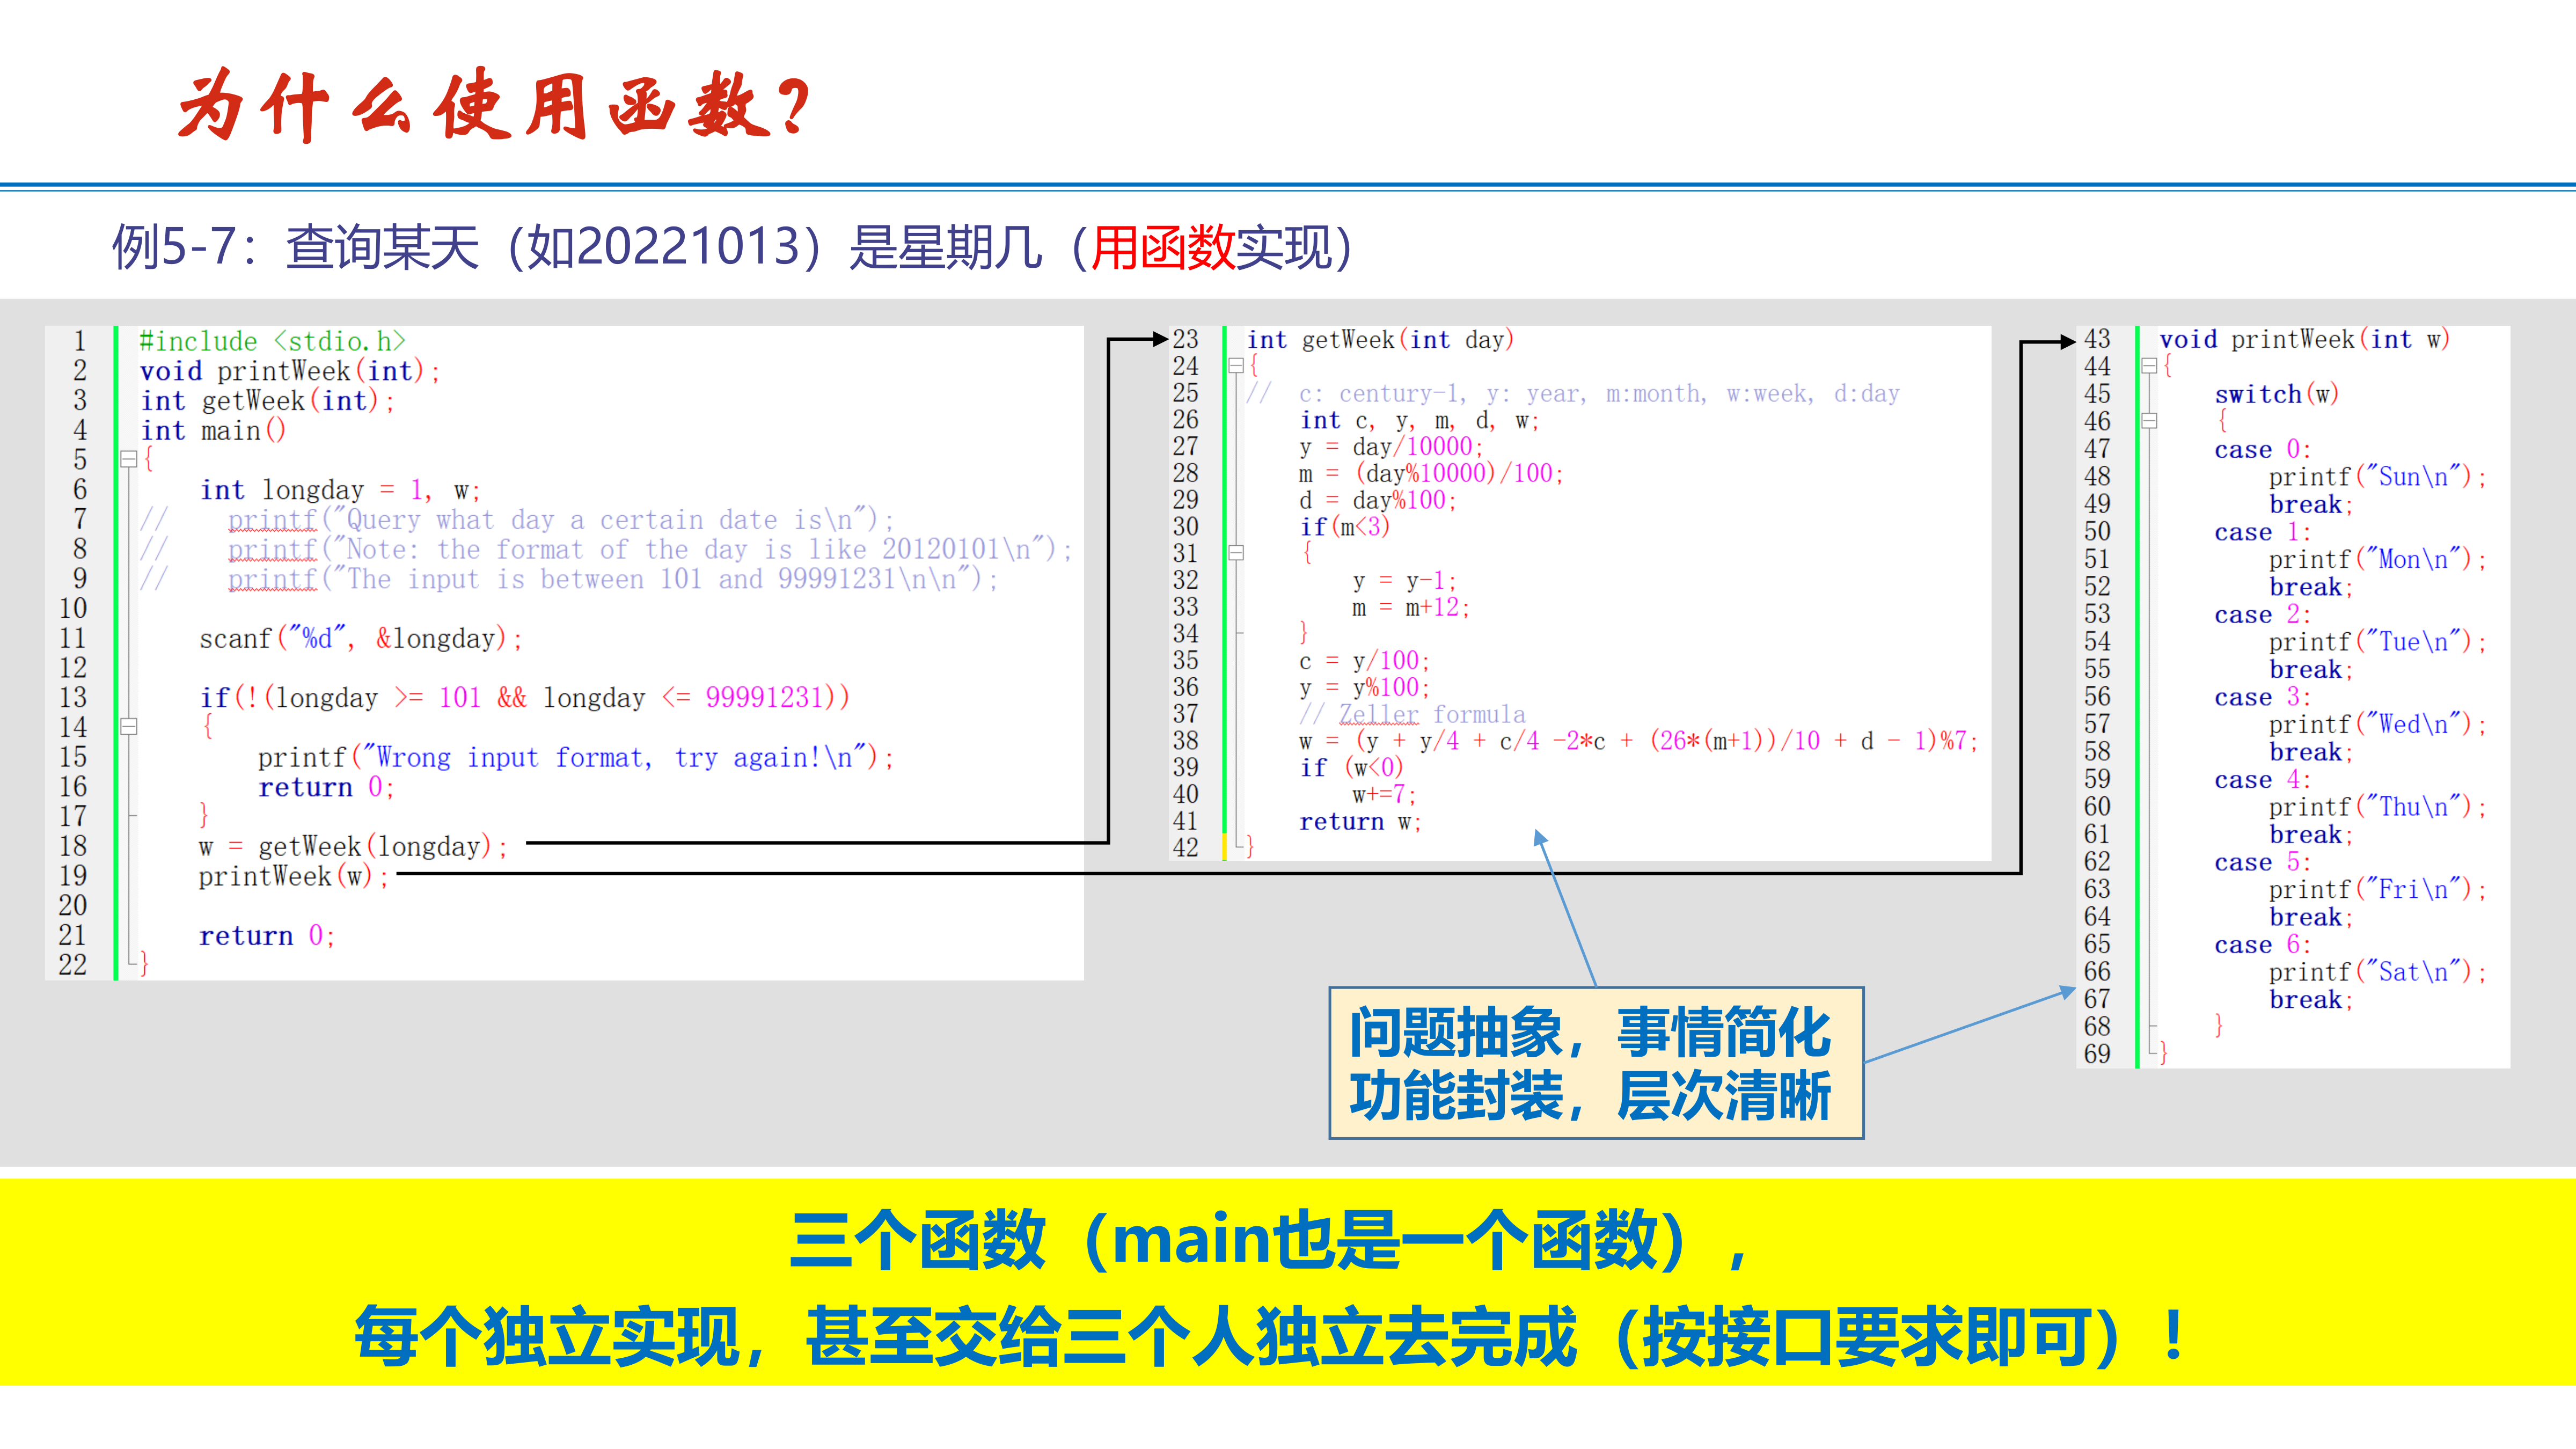 为什么使用函数?
例5-7：查询某天（如20221013）是星期几（用函数实现）
1 #include <stdio.h>
2 void printWeek(int);
3 int getWeek(int);
4 int main()
5 {
6 int longday = 1, w;
7 // printf("Query what day a certain date is\n");
8 // printf("Note: the format of the day is like 20120101\n");
9 // printf("The input is between 101 and 99991231\n\n");
10
11 scanf("%d", &longday);
12
13 if(!(longday >= 101 && longday <= 99991231))
14 {
15 printf("Wrong input format, try again!\n");
16 return 0;
17 }
18 w = getWeek(longday);
19 printWeek(w);
20
21 return 0;
22 }
23 int getWeek(int day)
24 {
25 // c: century-1, y: year, m:month, w:week, d:day
26 int c, y, m, d, w;
27 y = day/10000;
28 m = (day%10000)/100;
29 d = day%100;
30 if(m<3)
31 {
32 y = y-1;
33 m = m+12;
34 }
35 c = y/100;
36 y = y%100;
37 // Zeller formula
38 w = (y + y/4 + c/4 -2*c + (26*(m+1))/10 + d - 1)%7;
39 if (w<0)
40 w+=7;
41 return w;
42 }
43 void printWeek(int w)
44 {
45 switch(w)
46 {
47 case 0:
48 printf("Sun\n");
49 break;
50 case 1:
51 printf("Mon\n");
52 break;
53 case 2:
54 printf("Tue\n");
55 break;
56 case 3:
57 printf("Wed\n");
58 break;
59 case 4:
60 printf("Thu\n");
61 break;
62 case 5:
63 printf("Fri\n");
64 break;
65 case 6:
66 printf("Sat\n");
67 break;
68 }
69 }
问题抽象，事情简化
功能封装，层次清晰
三个函数（main也是一个函数），
每个独立实现，甚至交给三个人独立去完成（按接口要求即可）！